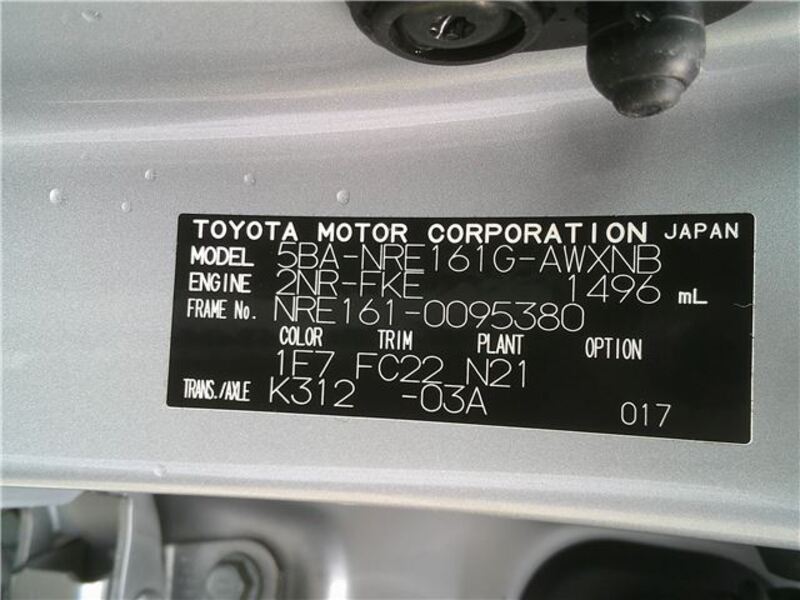 TOYOTA MOTOR CORPORATION JAPAN
MODEL 5BA-NRE161G-AWXNB
ENGINE 2NR-FKE 1496 mL
FRAME No. NRE161-0095380
COLOR TRIM PLANT OPTION
1F7 FC22 N21
TRANS./AXLE K312 -03A 017